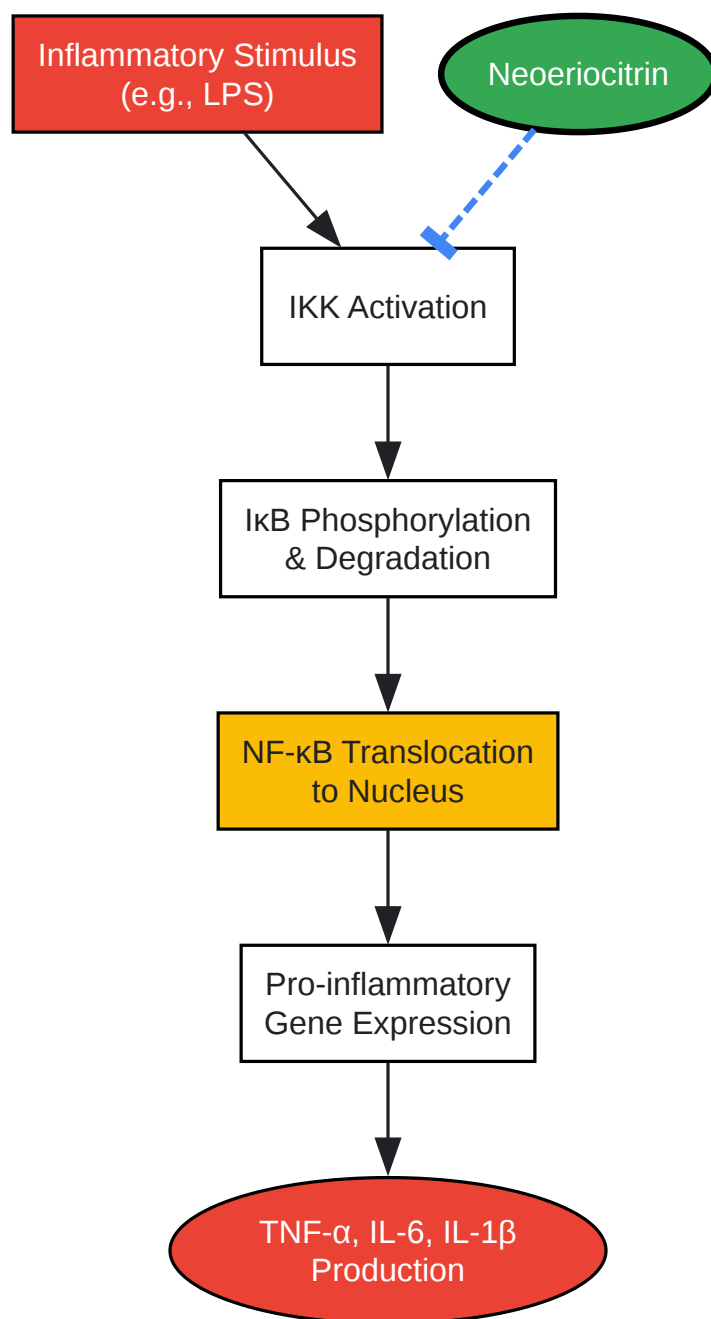 Inflammatory Stimulus
(e.g., LPS)
Neoeriocitrin
IKK Activation
IκB Phosphorylation
& Degradation
NF-κB Translocation
to Nucleus
Pro-inflammatory
Gene Expression
TNF-α, IL-6, IL-1β
Production